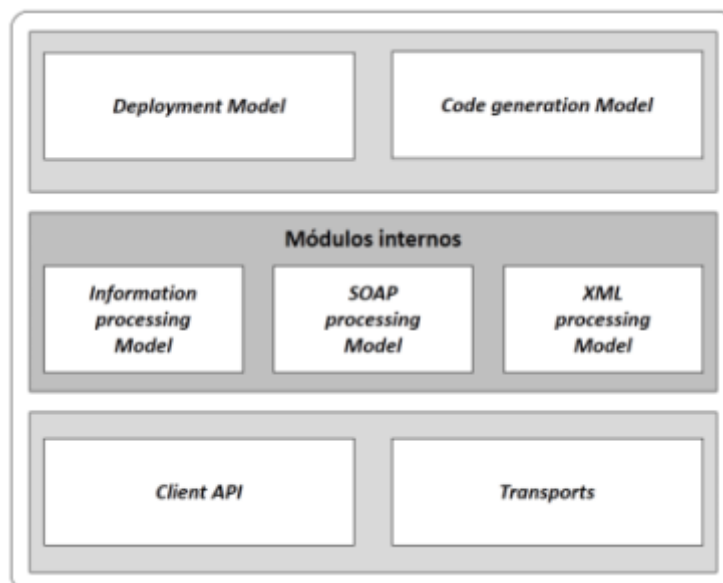 Deployment Model
Code generation Model
Módulos internos
Information
processing
Model
SOAP
processing
Model
XML
processing
Model
Client API
Transports